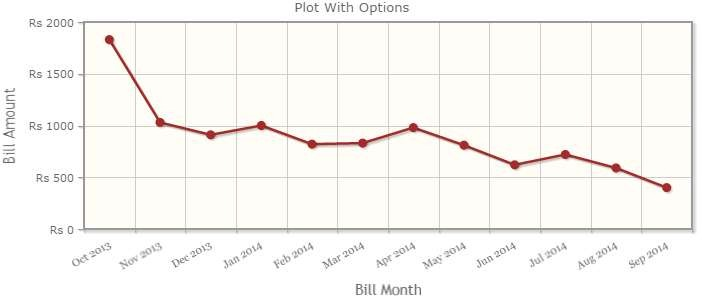 Plot With Options
Rs 2000
Rs 1500
Rs 1000
Rs 500
Rs 0
Bill Amount
Oct 2013
Nov 2013
Dec 2013
Jan 2014
Feb 2014
Mar 2014
Apr 2014
May 2014
Jun 2014
Jul 2014
Aug 2014
Sep 2014
Bill Month